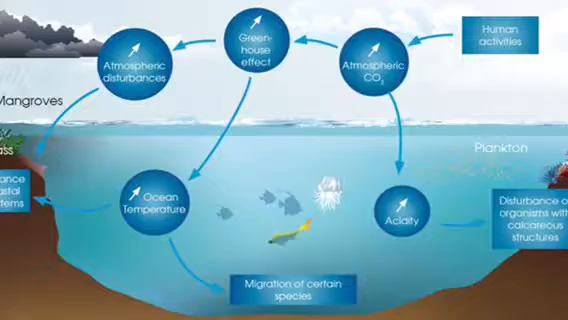 Human
activities
Green-
house
effect
Atmospheric
CO₂
Atmospheric
disturbances
Mangroves
Plankton
Ocean
Temperature
Acidity
Disturbance
organisms with
calcareous
structures
Migration of certain
species